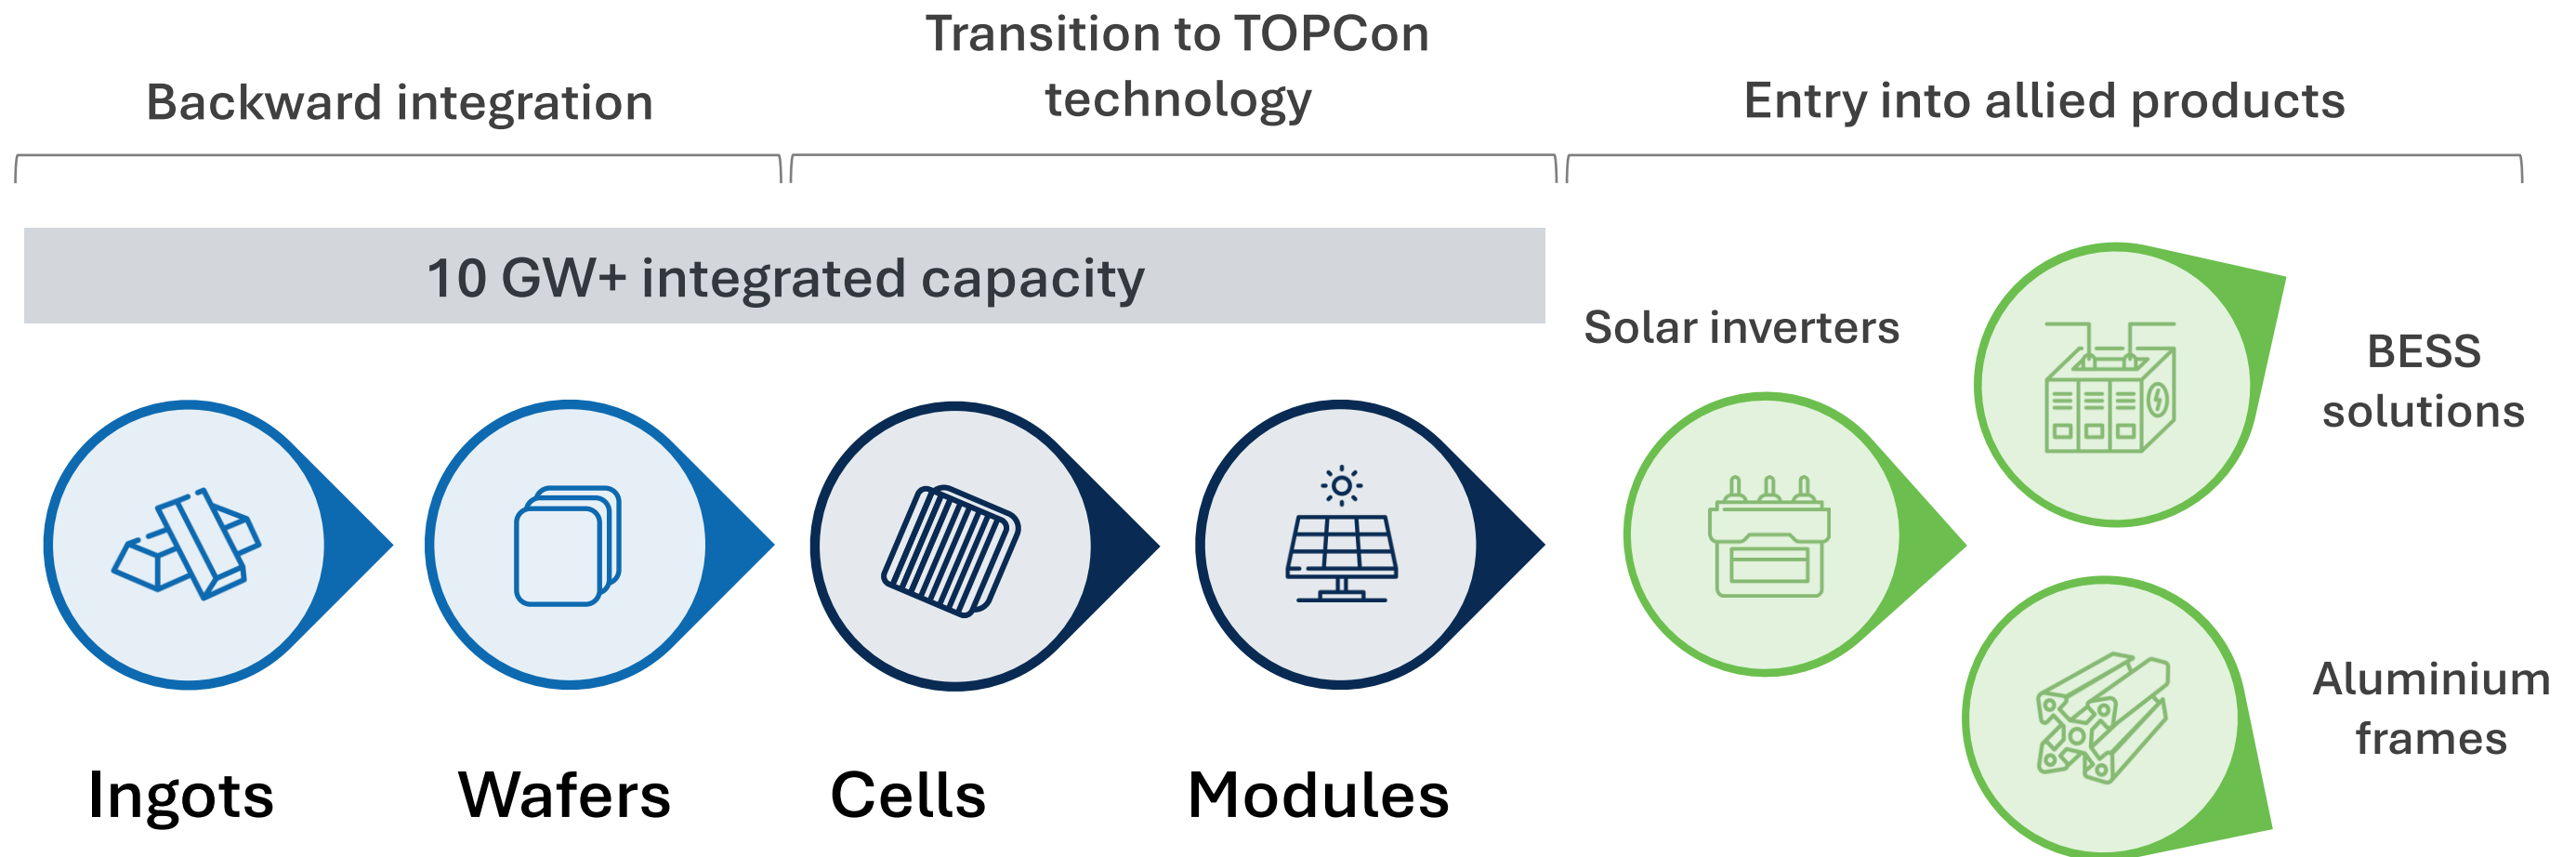 Backward integration
Transition to TOPCon
technology
Entry into allied products
10 GW+ integrated capacity
Solar inverters
BESS
solutions
Aluminium
frames
Ingots
Wafers
Cells
Modules